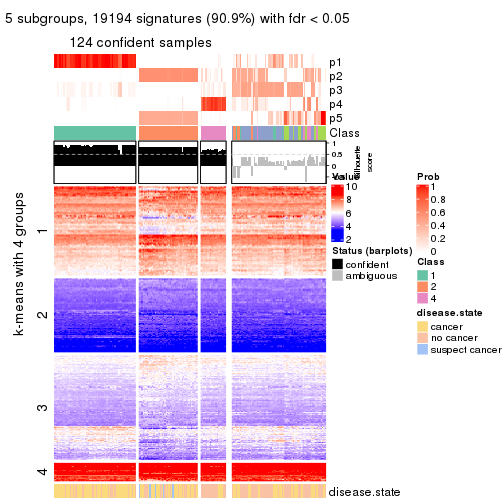 5 subgroups, 19194 signatures (90.9%) with fdr < 0.05
124 confident samples
p1
p2
p3
p4
p5
Class
1
0.5
0
Silhouette
score
k-means with 4 groups
1
2
3
4
disease.state
Value
10
8
6
4
2
Status (barplots)
confident
ambiguous
Prob
1
0.8
0.6
0.4
0.2
0
Class
1
2
4
disease.state
cancer
no cancer
suspect cancer